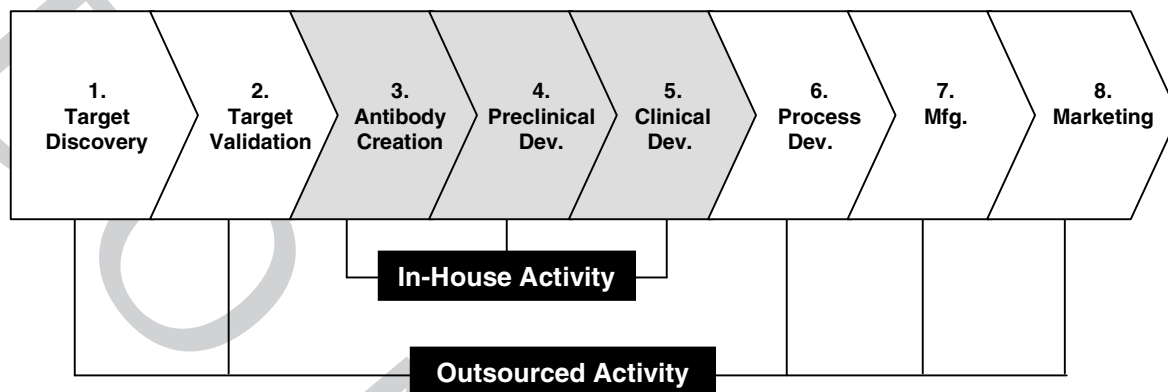 1.
Target
Discovery
2.
Target
Validation
3.
Antibody
Creation
4.
Preclinical
Dev.
5.
Clinical
Dev.
6.
Process
Dev.
7.
Mfg.
8.
Marketing
In-House Activity
Outsourced Activity